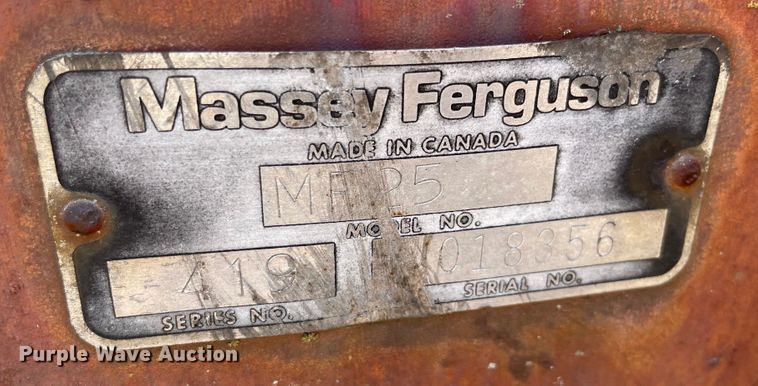 Massey Ferguson
MADE IN CANADA
MF 25
MODEL NO.
- 419 018356
SERIES NO. SERIAL NO.
Purple Wave Auction